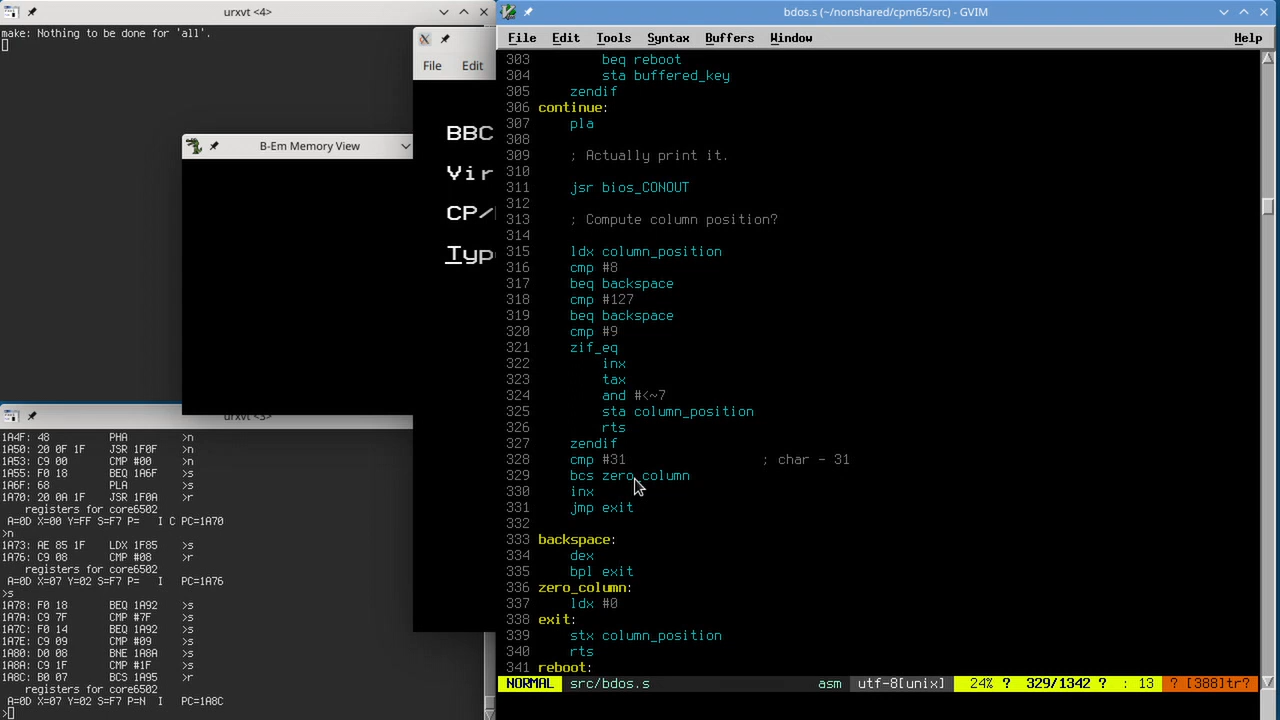 urxvt <4>
make: Nothing to be done for 'all'.
B-Em Memory View
File Edit
BBC
Vir
CP/
Typ
urxvt <3>
1A4F: 48 PHA >n
1A50: 20 0F 1F JSR 1F0F >n
1A53: C9 00 CMP #00 >n
1A55: F0 18 BEQ 1A6F >s
1A6F: 68 PLA >s
1A70: 20 0A 1F JSR 1F0A >r
registers for core6502
A=0D X=00 Y=FF S=F7 P= I C PC=1A70
>n
1A73: AE 85 1F LDX 1F85 >s
1A76: C9 08 CMP #08 >r
registers for core6502
A=0D X=07 Y=02 S=F7 P= I PC=1A76
>s
1A78: F0 18 BEQ 1A92 >s
1A7A: C9 7F CMP #7F >s
1A7C: F0 14 BEQ 1A92 >s
1A7E: C9 09 CMP #09 >s
1A80: D0 08 BNE 1A8A >s
1A8A: C9 1F CMP #1F >s
1A8C: B0 07 BCS 1A95 >r
registers for core6502
A=0D X=07 Y=02 S=F7 P=N I PC=1A8C
>
bdos.s (~/nonshared/cpm65/src) - GVIM
File Edit Tools Syntax Buffers Window Help
303 beq reboot
304 sta buffered_key
305 zendif
306 continue:
307 pla
308
309 ; Actually print it.
310
311 jsr bios_CONOUT
312
313 ; Compute column position?
314
315 ldx column_position
316 cmp #8
317 beq backspace
318 cmp #127
319 beq backspace
320 cmp #9
321 zif_eq
322 inx
323 tax
324 and #<~7
325 sta column_position
326 rts
327 zendif
328 cmp #31 ; char - 31
329 bcs zero_column
330 inx
331 jmp exit
332
333 backspace:
334 dex
335 bpl exit
336 zero_column:
337 ldx #0
338 exit:
339 stx column_position
340 rts
341 reboot:
NORMAL src/bdos.s asm utf-8[unix] 24% ? 329/1342 ? : 13 ? [388]tr?